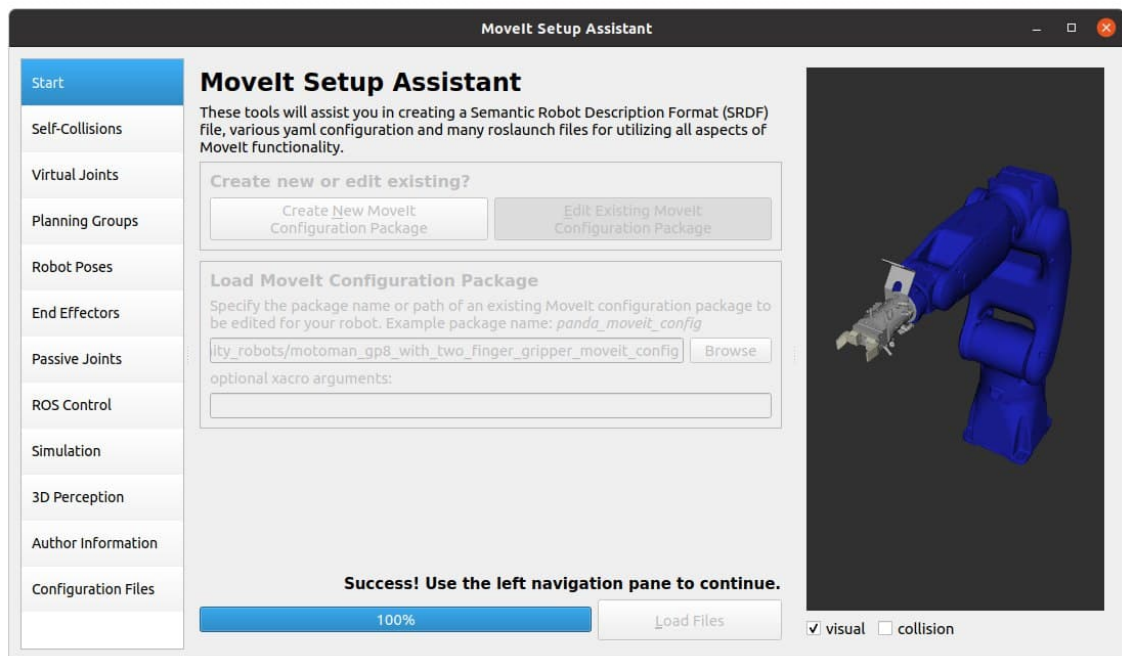 MoveIt Setup Assistant
Start
Self-Collisions
Virtual Joints
Planning Groups
Robot Poses
End Effectors
Passive Joints
ROS Control
Simulation
3D Perception
Author Information
Configuration Files
MoveIt Setup Assistant
These tools will assist you in creating a Semantic Robot Description Format (SRDF)
file, various yaml configuration and many roslaunch files for utilizing all aspects of
MoveIt functionality.
Create new or edit existing?
Create New MoveIt
Configuration Package
Edit Existing MoveIt
Configuration Package
Load MoveIt Configuration Package
Specify the package name or path of an existing MoveIt configuration package to
be edited for your robot. Example package name: panda_moveit_config
ity_robots/motoman_gp8_with_two_finger_gripper_moveit_config
Browse
optional xacro arguments:
Success! Use the left navigation pane to continue.
100%
Load Files
visual
collision